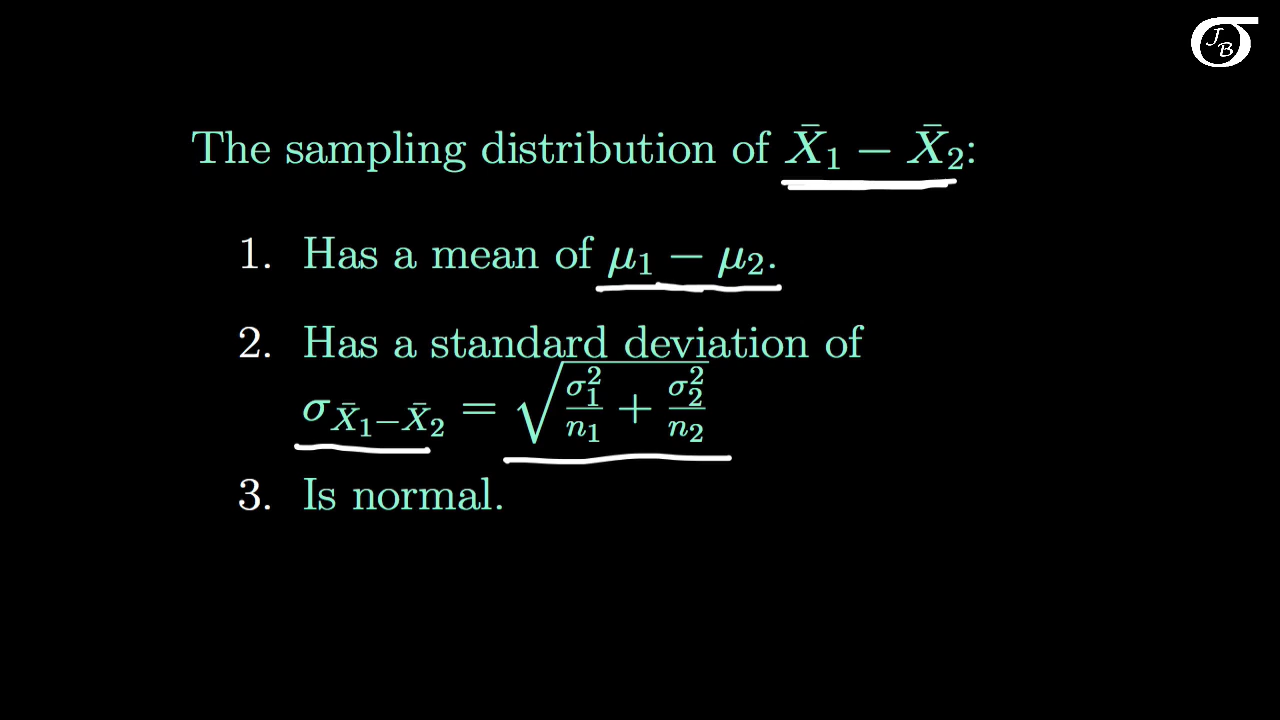 JB
The sampling distribution of X̄₁ − X̄₂:
1. Has a mean of μ₁ − μ₂.
2. Has a standard deviation of
σ_{X̄₁−X̄₂} = √(σ₁²/n₁ + σ₂²/n₂)
3. Is normal.